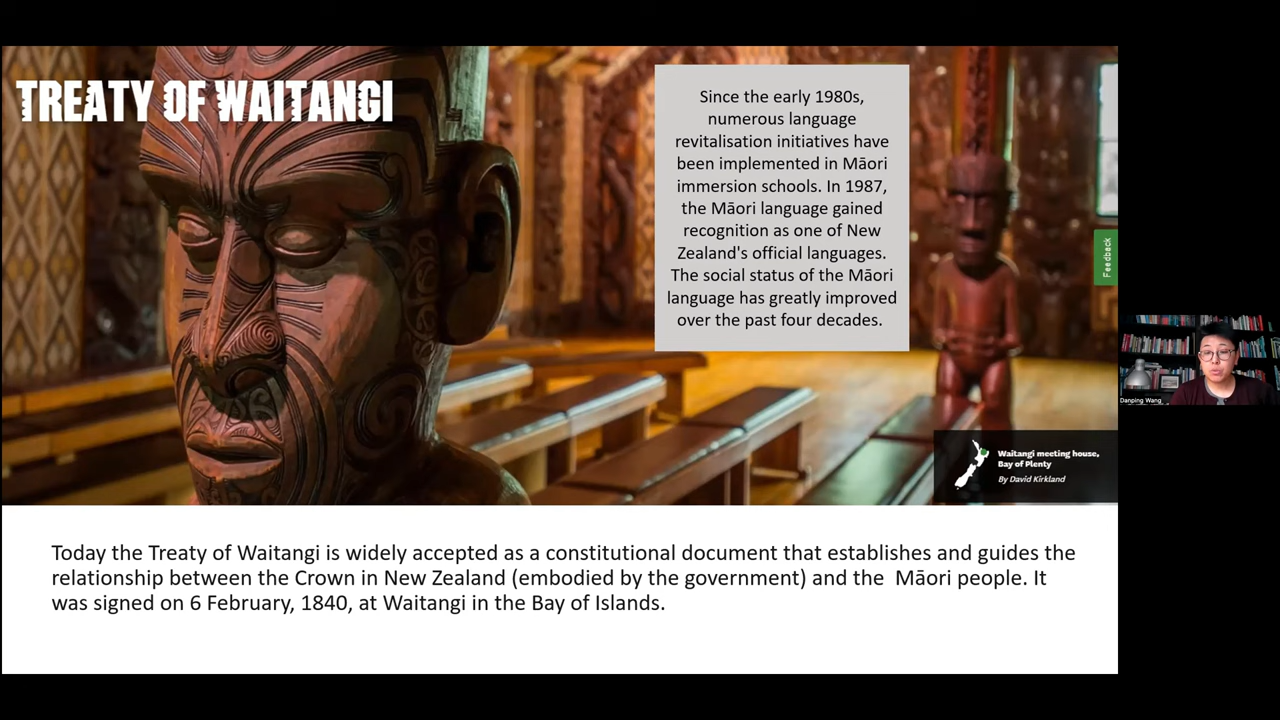 TREATY OF WAITANGI
Since the early 1980s,
numerous language
revitalisation initiatives have
been implemented in Māori
immersion schools. In 1987,
the Māori language gained
recognition as one of New
Zealand's official languages.
The social status of the Māori
language has greatly improved
over the past four decades.
Feedback
Waitangi meeting house,
Bay of Plenty
By David Kirkland
Danping Wang
Today the Treaty of Waitangi is widely accepted as a constitutional document that establishes and guides the
relationship between the Crown in New Zealand (embodied by the government) and the  Māori people. It
was signed on 6 February, 1840, at Waitangi in the Bay of Islands.